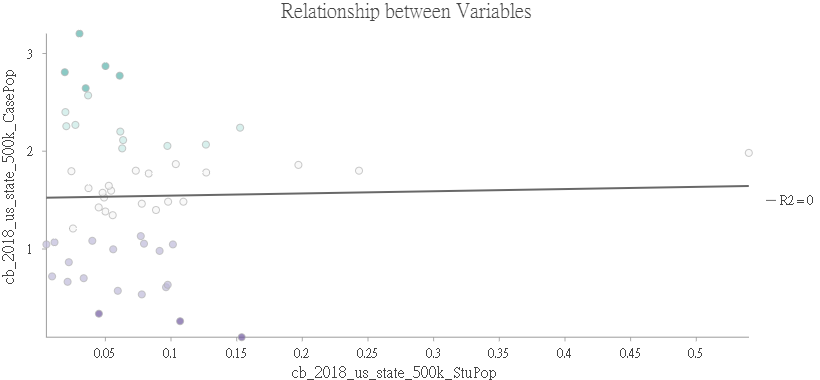 Relationship between Variables
cb_2018_us_state_500k_CasePop
3
2
1
R2=0
0.05 0.1 0.15 0.2 0.25 0.3 0.35 0.4 0.45 0.5
cb_2018_us_state_500k_StuPop